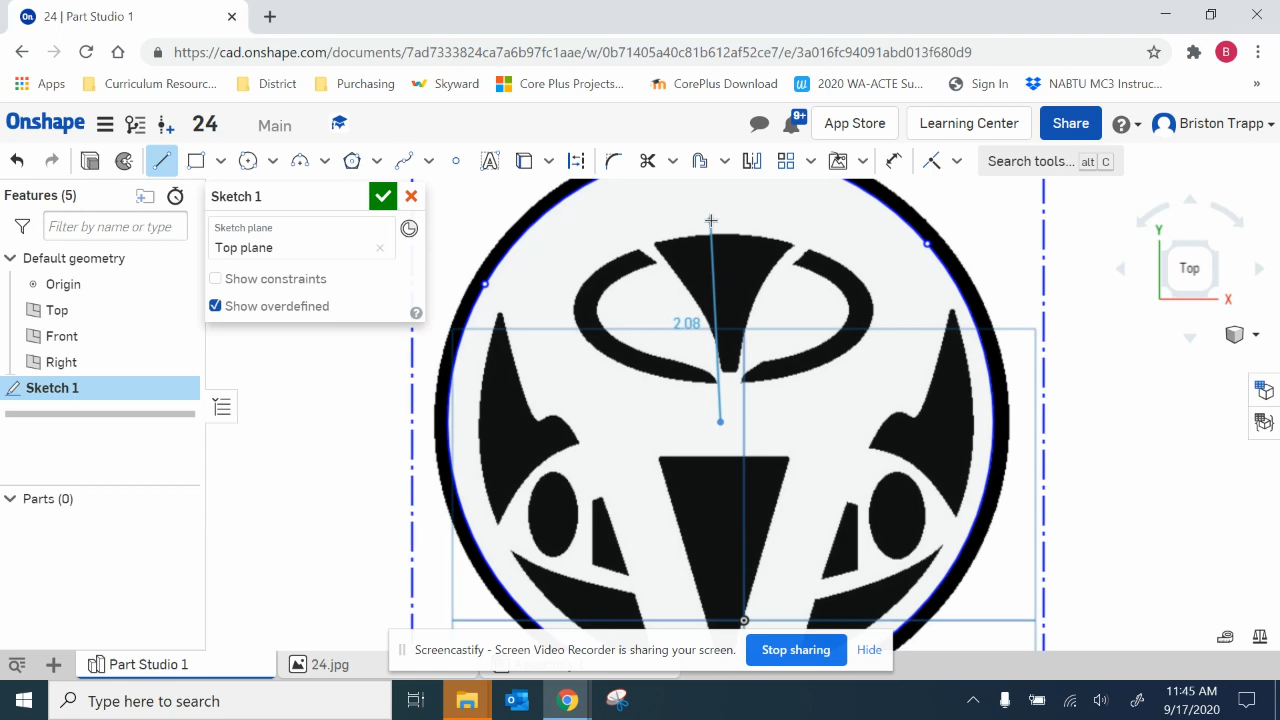 On 24 | Part Studio 1
https://cad.onshape.com/documents/7ad7333824ca7a6b97fc1aae/w/0b71405a40c81b612af52ce7/e/3a016fc94091abd013f680d9
B
Apps Curriculum Resourc... District Purchasing Skyward Core Plus Projects... CorePlus Download 2020 WA-ACTE Su... Sign In NABTU MC3 Instruc... »
Onshape 24 Main 9+ App Store Learning Center Share Briston Trapp
Search tools... alt C
Features (5)
Filter by name or type
Default geometry
Origin
Top
Front
Right
Sketch 1
Parts (0)
Sketch 1
Sketch plane
Top plane
Show constraints
Show overdefined
2.08
Y
Top
X
Screencastify - Screen Video Recorder is sharing your screen. Stop sharing Hide
Part Studio 1 24.jpg
Type here to search
11:45 AM
9/17/2020